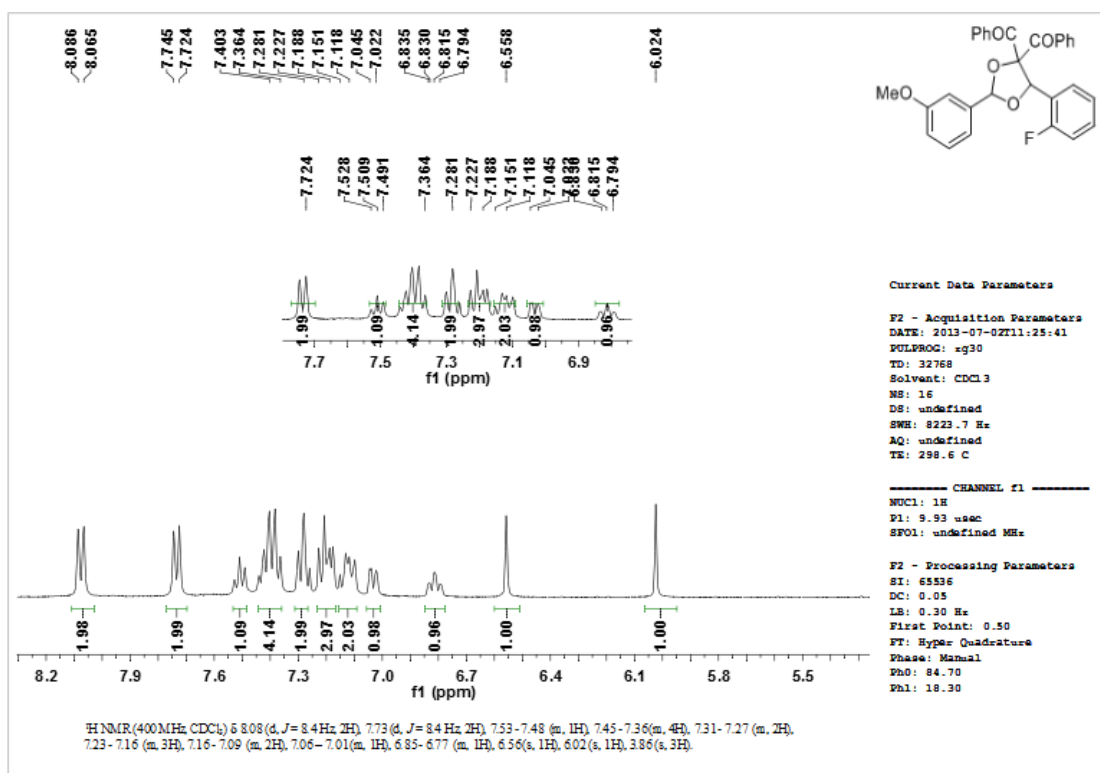 8.086 8.065 7.745 7.724 7.403 7.364 7.281 7.227 7.188 7.151 7.118 7.045 7.022 6.835 6.830 6.815 6.794 6.558 6.024
PhOC
COPh
O
MeO
O
F
7.724 7.528 7.509 7.491 7.364 7.281 7.227 7.188 7.151 7.118 7.045 6.815 6.794
1.99 1.09 4.14 1.99 2.97 2.03 0.98 0.96
7.7 7.5 7.3 7.1 6.9
f1 (ppm)
Current Data Parameters
F2 - Acquisition Parameters
DATE: 2013-07-02T11:25:41
PULPROG: zg30
TD: 32768
Solvent: CDCl3
NS: 16
DS: undefined
SWH: 8223.7 Hz
AQ: undefined
TE: 298.6 C
======== CHANNEL f1 ========
NUC1: 1H
P1: 9.93 usec
SFO1: undefined MHz
F2 - Processing Parameters
SI: 65536
DC: 0.05
LB: 0.30 Hz
First Point: 0.50
FT: Hyper Quadrature
Phase: Manual
Ph0: 84.70
Ph1: 18.30
1.98 1.99 1.09 4.14 1.99 2.97 2.03 0.98 0.96 1.00 1.00
8.2 7.9 7.6 7.3 7.0 6.7 6.4 6.1 5.8 5.5
f1 (ppm)
¹H NMR (400 MHz, CDCl₃) δ 8.08 (d, J = 8.4 Hz, 2H), 7.73 (d, J = 8.4 Hz, 2H), 7.53 - 7.48 (m, 1H), 7.45 - 7.36 (m, 4H), 7.31 - 7.27 (m, 2H),
7.23 - 7.16 (m, 3H), 7.16 - 7.09 (m, 2H), 7.06 – 7.01 (m, 1H), 6.85 - 6.77 (m, 1H), 6.56 (s, 1H), 6.02 (s, 1H), 3.86 (s, 3H).